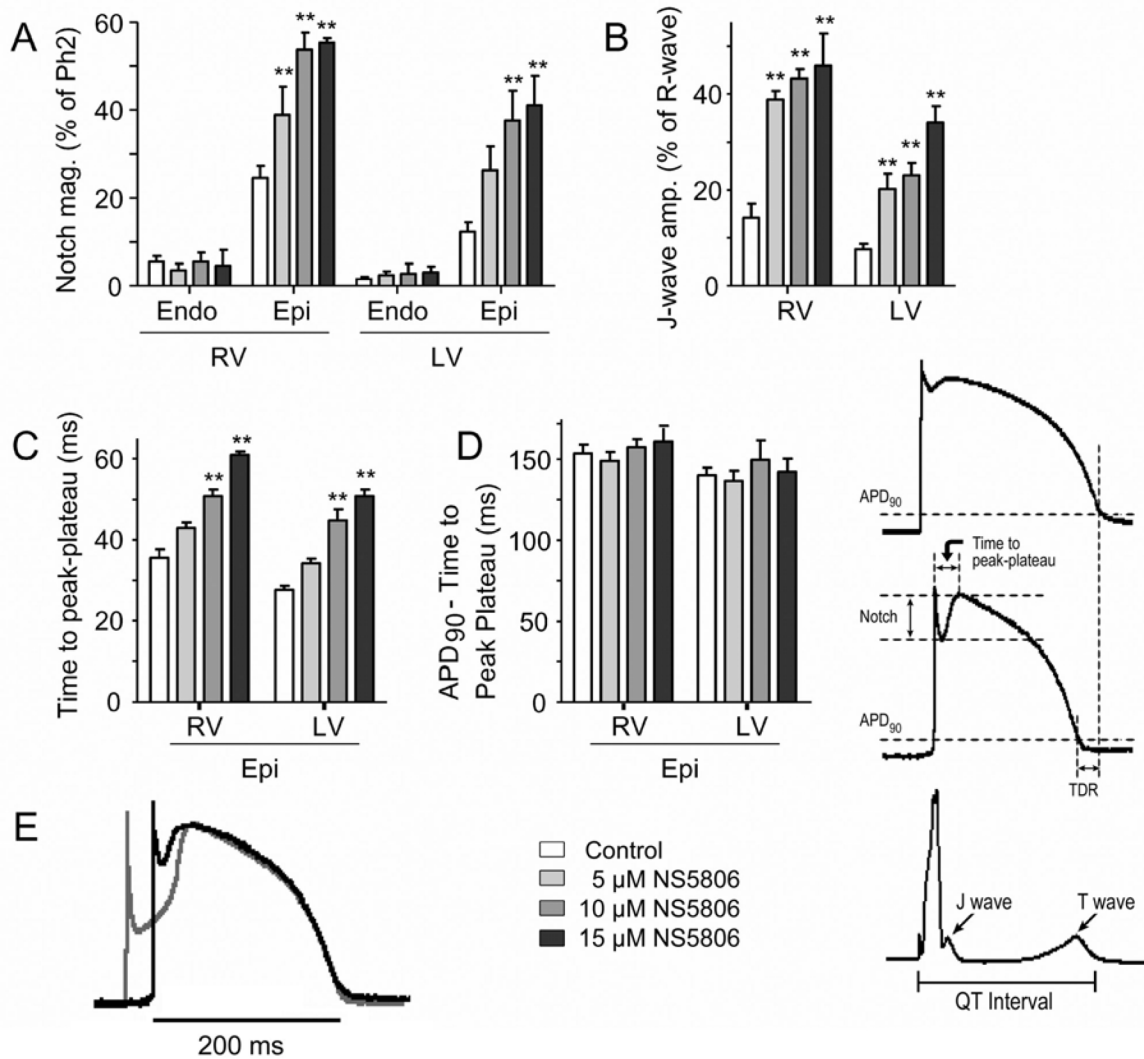 A
Notch mag. (% of Ph2)
60
40
20
0
** ** **
** **
Endo Epi Endo Epi
RV LV
B
J-wave amp. (% of R-wave)
40
20
0
** ** **
** ** **
RV LV
C
Time to peak-plateau (ms)
60
40
20
0
** **
** **
RV LV
Epi
D
APD90 - Time to
Peak Plateau (ms)
150
100
50
0
RV LV
Epi
APD90
Time to
peak-plateau
Notch
APD90
TDR
E
200 ms
Control
5 µM NS5806
10 µM NS5806
15 µM NS5806
J wave
T wave
QT Interval